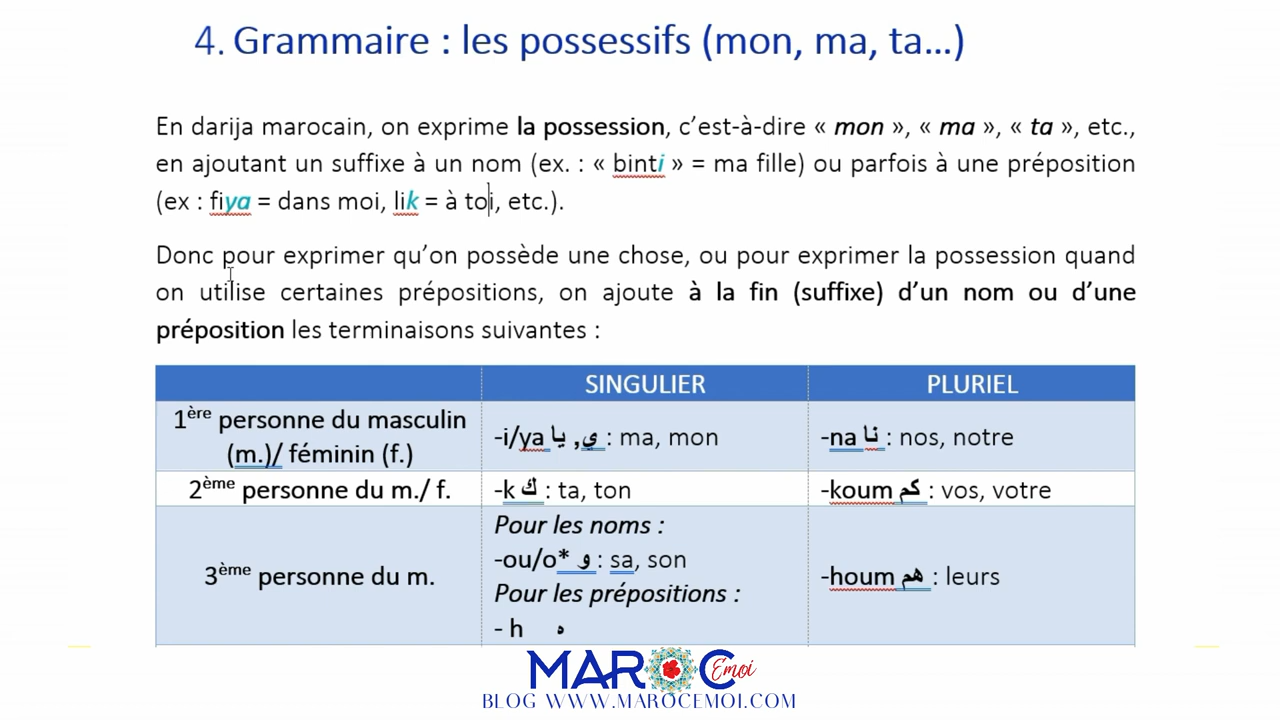 4. Grammaire : les possessifs (mon, ma, ta…)
En darija marocain, on exprime la possession, c’est-à-dire « mon », « ma », « ta », etc.,
en ajoutant un suffixe à un nom (ex. : « binti » = ma fille) ou parfois à une préposition
(ex : fiya = dans moi, lik = à toi, etc.).
Donc pour exprimer qu’on possède une chose, ou pour exprimer la possession quand
on utilise certaines prépositions, on ajoute à la fin (suffixe) d’un nom ou d’une
préposition les terminaisons suivantes :
SINGULIER PLURIEL
1ère personne du masculin
(m.)/ féminin (f.)
-i/ya ي, يا : ma, mon
-na نا : nos, notre
2ème personne du m./ f.
-k ك : ta, ton
-koum كم : vos, votre
3ème personne du m.
Pour les noms :
-ou/o* و : sa, son
Pour les prépositions :
- h ه
-houm هم : leurs
MAROC Emoi
BLOG WWW.MAROCEMOI.COM